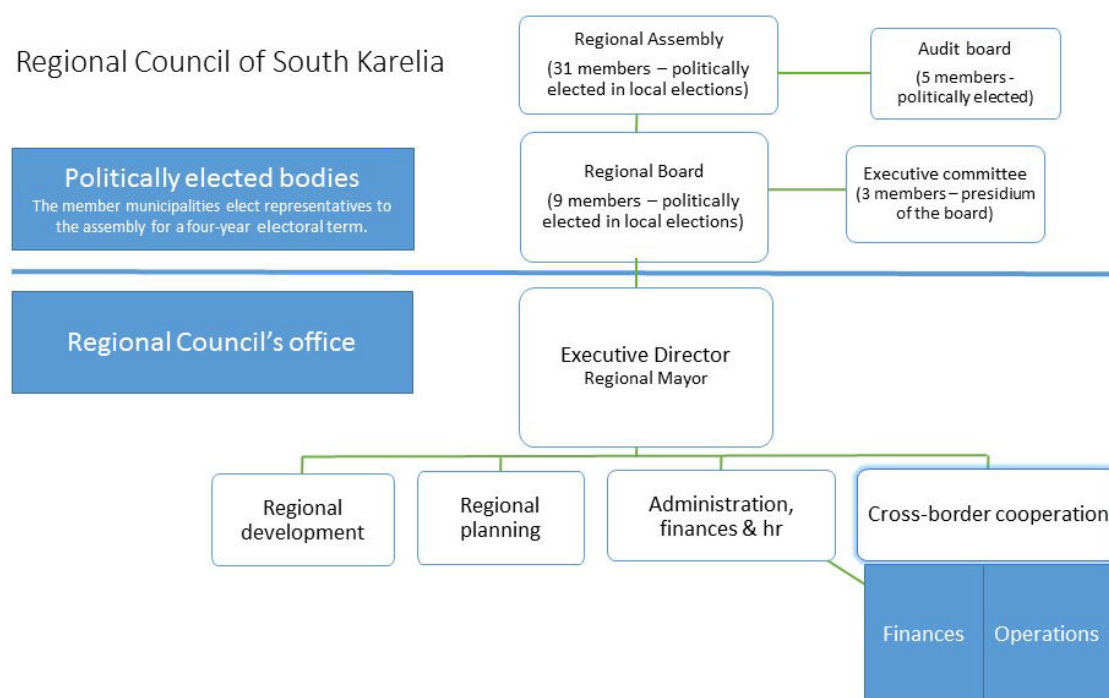 Regional Council of South Karelia
Regional Assembly
(31 members – politically
elected in local elections)
Audit board
(5 members -
politically elected)
Politically elected bodies
The member municipalities elect representatives to
the assembly for a four-year electoral term.
Regional Board
(9 members – politically
elected in local elections)
Executive committee
(3 members – presidium
of the board)
Regional Council's office
Executive Director
Regional Mayor
Regional
development
Regional
planning
Administration,
finances & hr
Cross-border cooperation
Finances
Operations